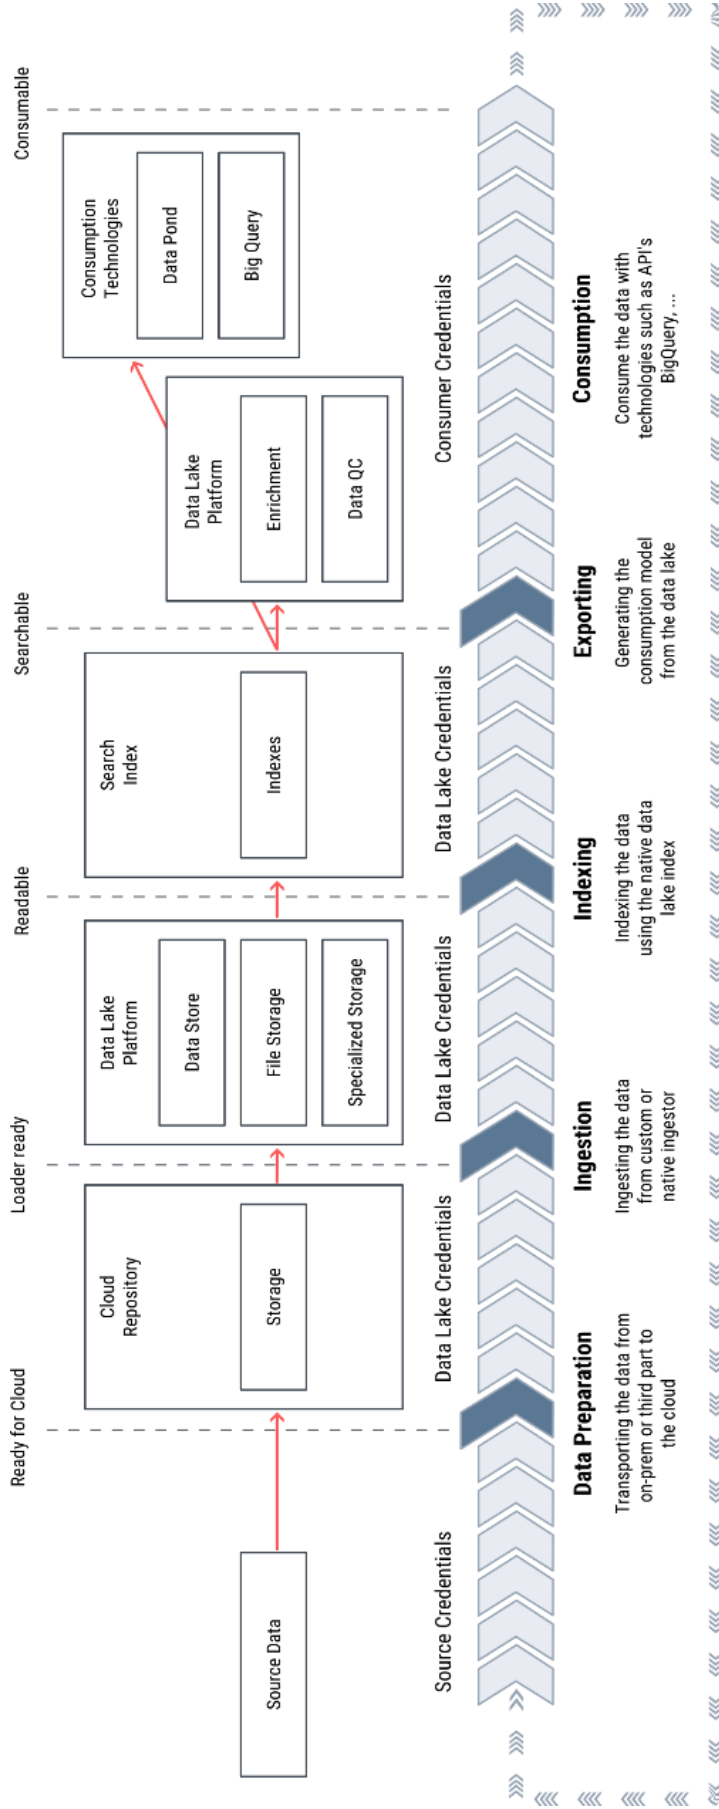 Ready for Cloud
Loader ready
Readable
Searchable
Consumable
Source Data
Cloud
Repository
Storage
Data Lake
Platform
Data Store
File Storage
Specialized Storage
Search
Index
Indexes
Data Lake
Platform
Enrichment
Data QC
Consumption
Technologies
Data Pond
Big Query
Source Credentials
Data Lake Credentials
Data Lake Credentials
Data Lake Credentials
Consumer Credentials
Data Preparation
Transporting the data from
on-prem or third part to
the cloud
Ingestion
Ingesting the data
from custom or
native ingestor
Indexing
Indexing the data
using the native data
lake index
Exporting
Generating the
consumption model
from the data lake
Consumption
Consume the data with
technologies such as API's
BigQuery, ...